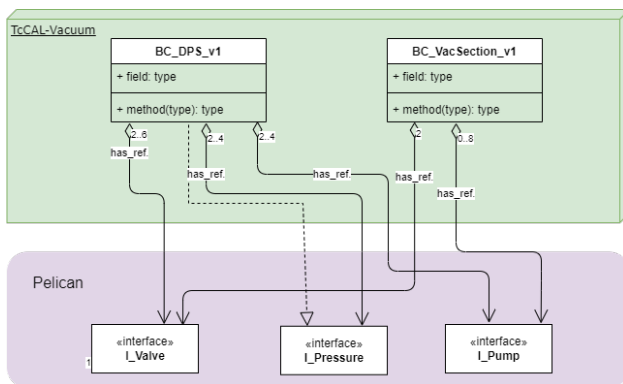 TcCAL-Vacuum
BC_DPS_v1
+ field: type
+ method(type): type
BC_VacSection_v1
+ field: type
+ method(type): type
2..6
2..4
2..4
2
0..8
has_ref.
has_ref.
has_ref.
has_ref.
has_ref.
Pelican
«interface»
I_Valve
1
«interface»
I_Pressure
«interface»
I_Pump